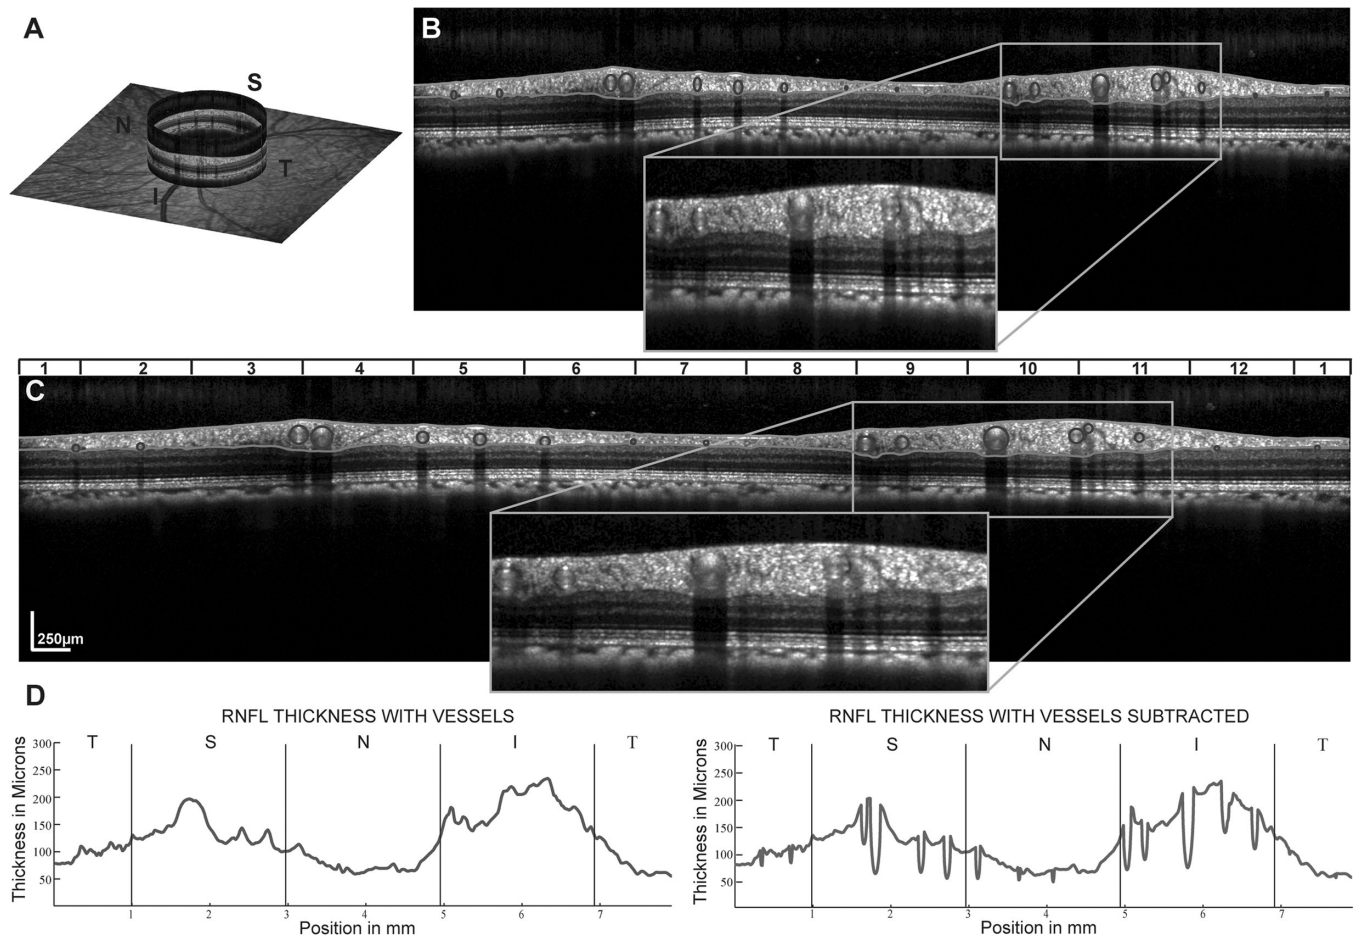 A
S
N
T
I
B
1 2 3 4 5 6 7 8 9 10 11 12 1
C
250µm
D
RNFL THICKNESS WITH VESSELS
T S N I T
Thickness in Microns
300
250
200
150
100
50
1 2 3 4 5 6 7
Position in mm
RNFL THICKNESS WITH VESSELS SUBTRACTED
T S N I T
Thickness in Microns
300
250
200
150
100
50
1 2 3 4 5 6 7
Position in mm